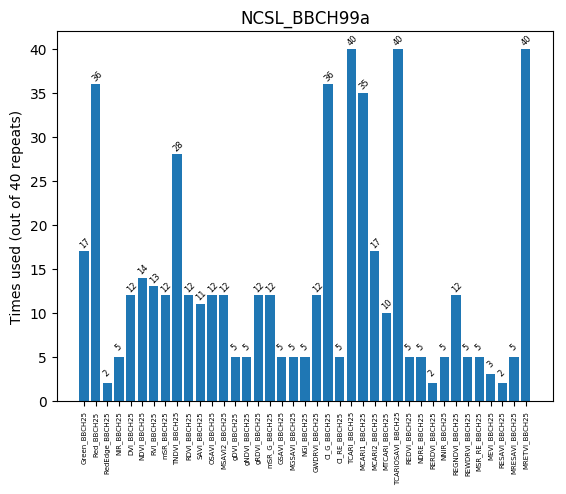 NCSL_BBCH99a
Times used (out of 40 repeats)
40
35
30
25
20
15
10
5
0
17
36
2
5
12
14
13
12
28
12
11
12
12
5
5
12
12
5
5
5
12
36
5
40
35
17
10
40
5
5
2
5
12
5
5
3
2
5
40
Green_BBCH25
Red_BBCH25
RedEdge_BBCH25
NIR_BBCH25
DVI_BBCH25
NDVI_BBCH25
RVI_BBCH25
mSR_BBCH25
TNDVI_BBCH25
RDVI_BBCH25
SAVI_BBCH25
OSAVI_BBCH25
MSAVI2_BBCH25
gDVI_BBCH25
gNDVI_BBCH25
gRDVI_BBCH25
mSR_G_BBCH25
GSAVI_BBCH25
MGSAVI_BBCH25
NGI_BBCH25
GWDRVI_BBCH25
CI_G_BBCH25
CI_RE_BBCH25
TCARI_BBCH25
MCARI1_BBCH25
MCARI2_BBCH25
MTCARI_BBCH25
TCARIOSAVI_BBCH25
REDVI_BBCH25
NDRE_BBCH25
RERDVI_BBCH25
NNIR_BBCH25
REGNDVI_BBCH25
REWDRVI_BBCH25
MSR_RE_BBCH25
MEVI_BBCH25
RESAVI_BBCH25
MRESAVI_BBCH25
MRETVI_BBCH25